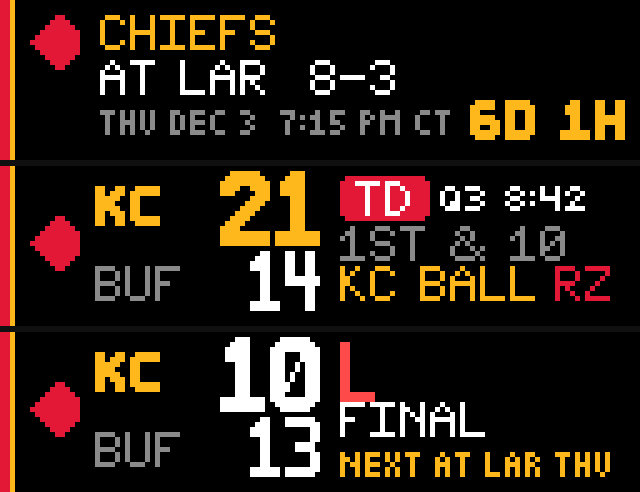 CHIEFS
AT LAR 8-3
THU DEC 3 7:15 PM CT 6D 1H
KC 21 TD Q3 8:42
1ST & 10
BUF 14 KC BALL RZ
KC 10 L
FINAL
BUF 13 NEXT AT LAR THU